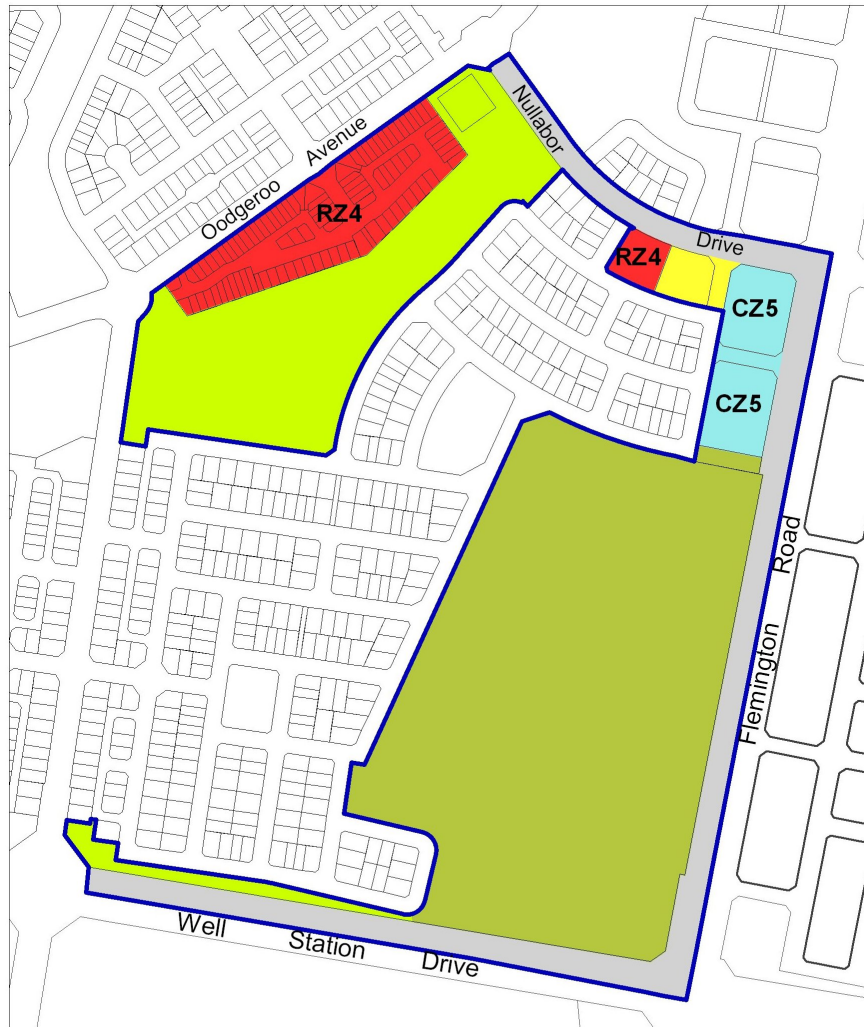 Nullabor
Avenue
Oodgeroo
RZ4
Drive
RZ4
CZ5
CZ5
Road
Flemington
Well Station Drive